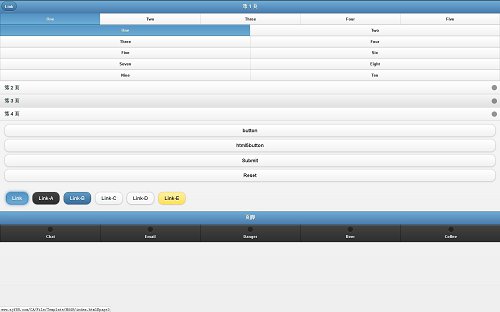 Link
第 1 页
One Two Three Four Five
One Two
Three Four
Five Six
Seven Eight
Nine Ten
第 2 页
第 3 页
第 4 页
button
html5button
Submit
Reset
Link Link-A Link-B Link-C Link-D Link-E
页脚
Chat Email Danger Beer Coffee